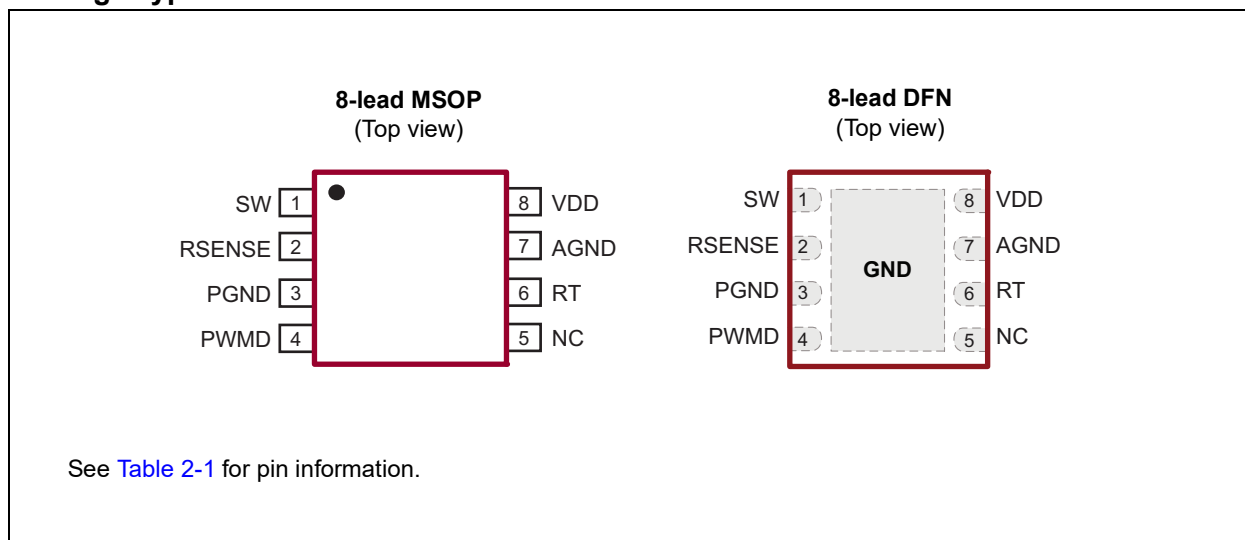 8-lead MSOP
(Top view)
SW 1
8 VDD
RSENSE 2
7 AGND
PGND 3
6 RT
PWMD 4
5 NC
8-lead DFN
(Top view)
SW 1
8 VDD
RSENSE 2
7 AGND
GND
PGND 3
6 RT
PWMD 4
5 NC
See Table 2-1 for pin information.